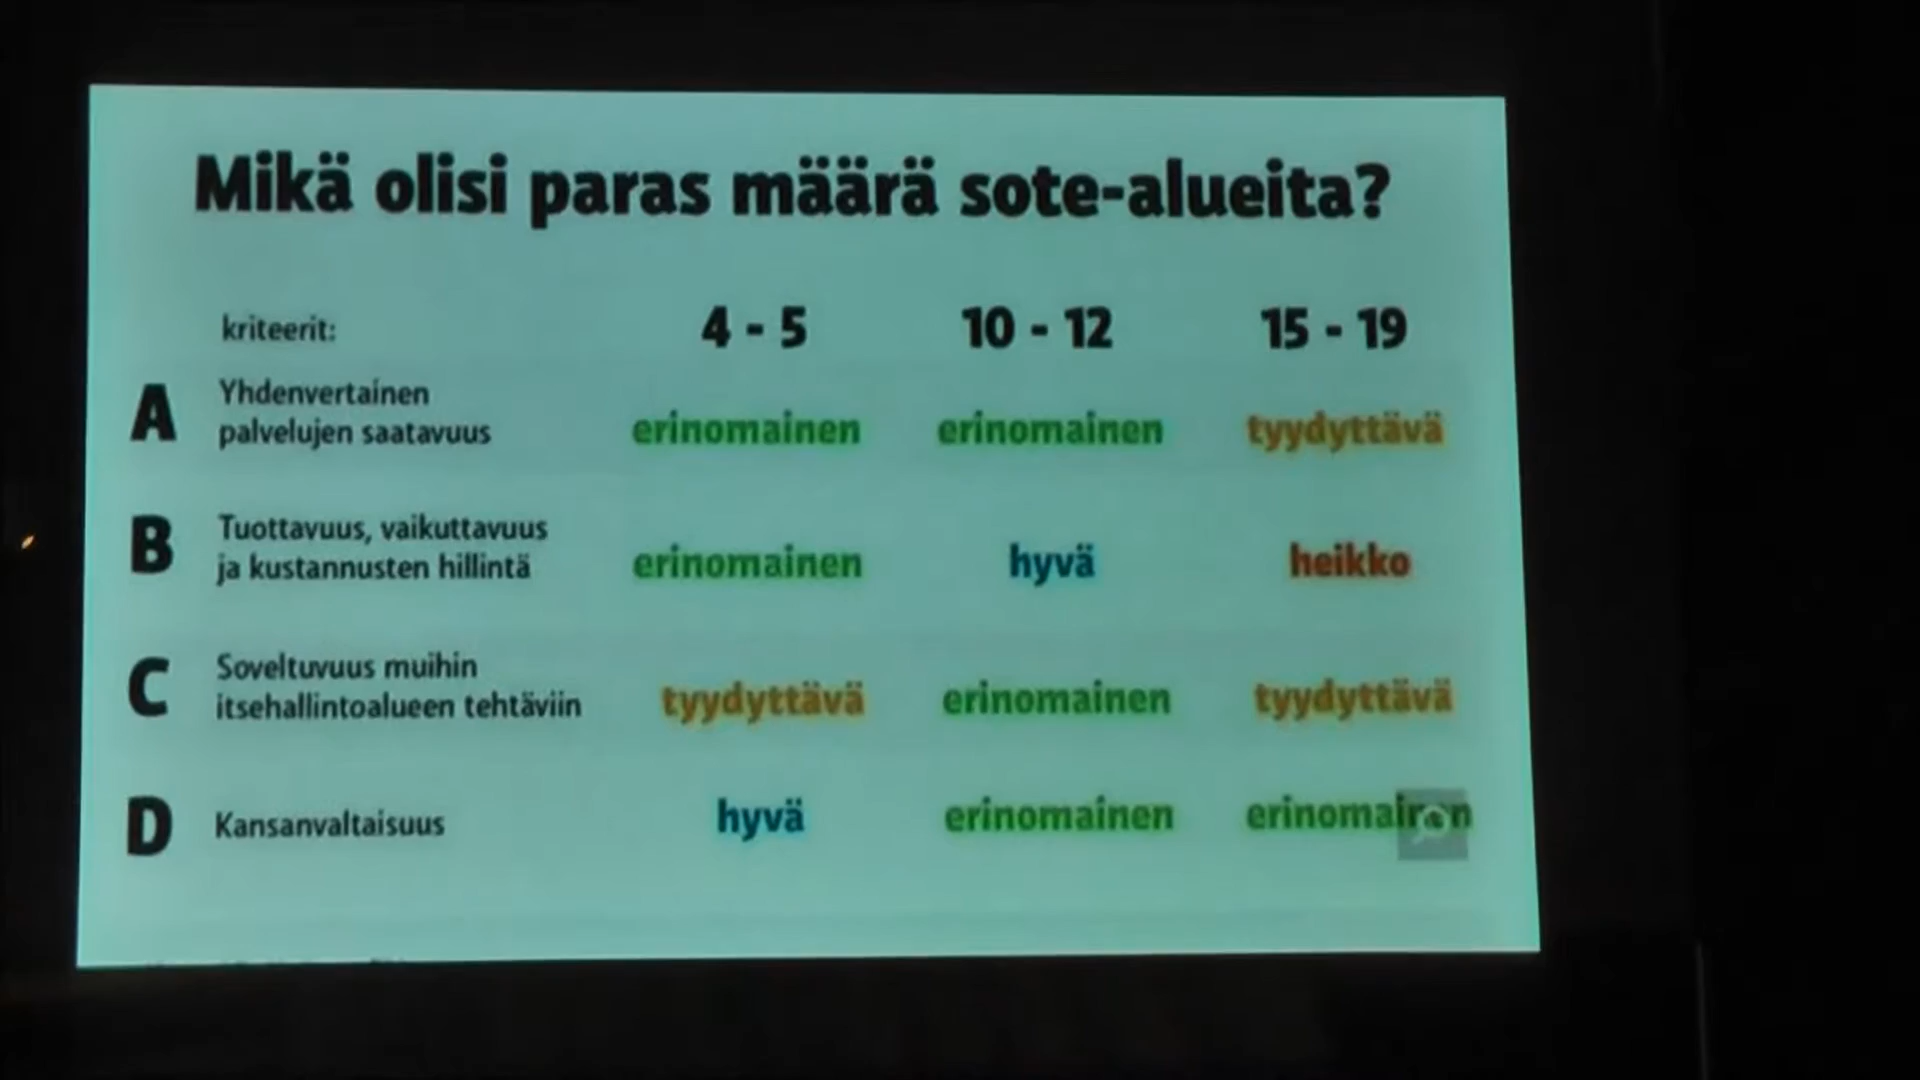 Mikä olisi paras määrä sote-alueita?
kriteerit: 4 - 5 10 - 12 15 - 19
A Yhdenvertainen
palvelujen saatavuus erinomainen erinomainen tyydyttävä
B Tuottavuus, vaikuttavuus
ja kustannusten hillintä erinomainen hyvä heikko
C Soveltuvuus muihin
itsehallintoalueen tehtäviin tyydyttävä erinomainen tyydyttävä
D Kansanvaltaisuus hyvä erinomainen erinomainen